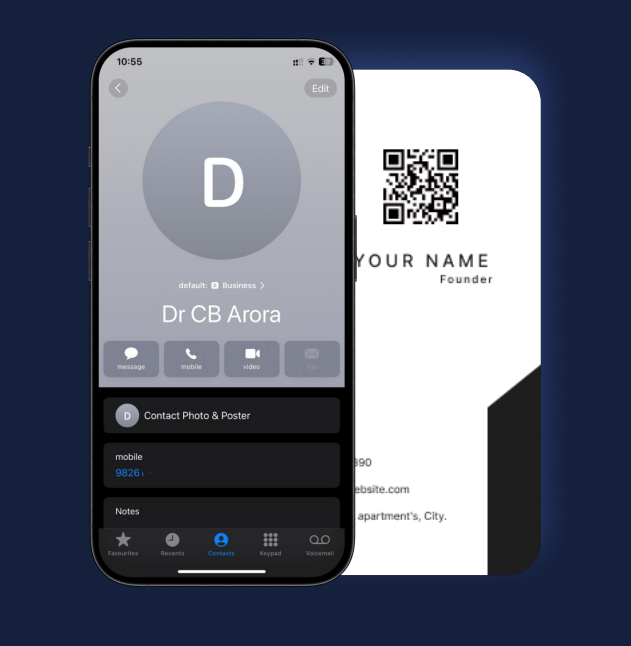 10:55
Edit
D
default: B Business >
Dr CB Arora
message
mobile
video
mail
D Contact Photo & Poster
mobile
9826
Notes
Favourites
Recents
Contacts
Keypad
Voicemail
YOUR NAME
Founder
890
ebsite.com
apartment's, City.